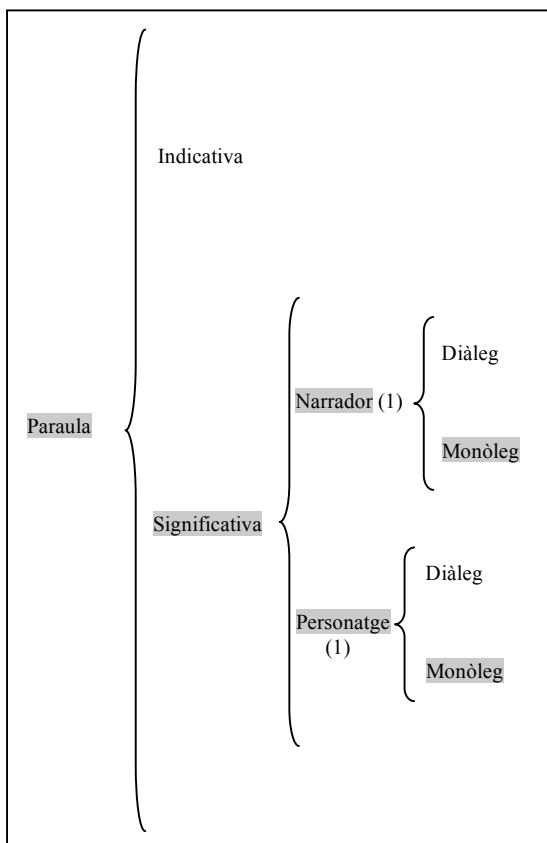 Indicativa
Diàleg
Narrador (1)
Paraula
Monòleg
Significativa
Diàleg
Personatge
(1)
Monòleg